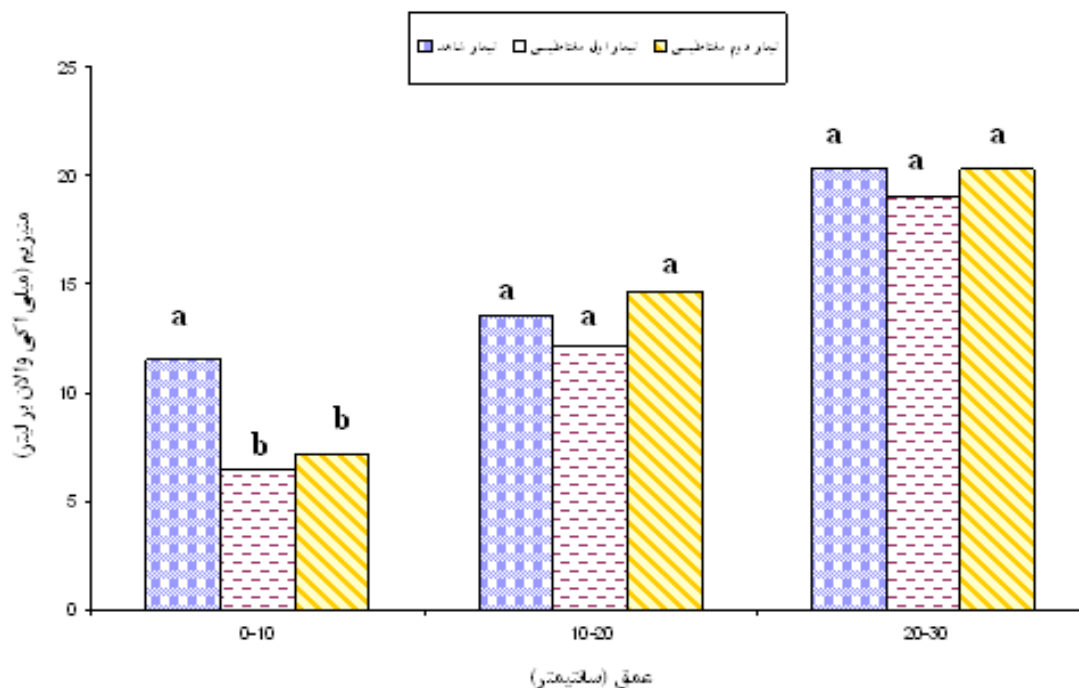 تیمار شاهد تیمار اول مغناطیسی تیمار دوم مغناطیسی
منیزیم (میلی اکی والان بر لیتر)
25
20
15
10
5
0
a b b
a a a
a a a
0-10 10-20 20-30
عمق (سانتیمتر)